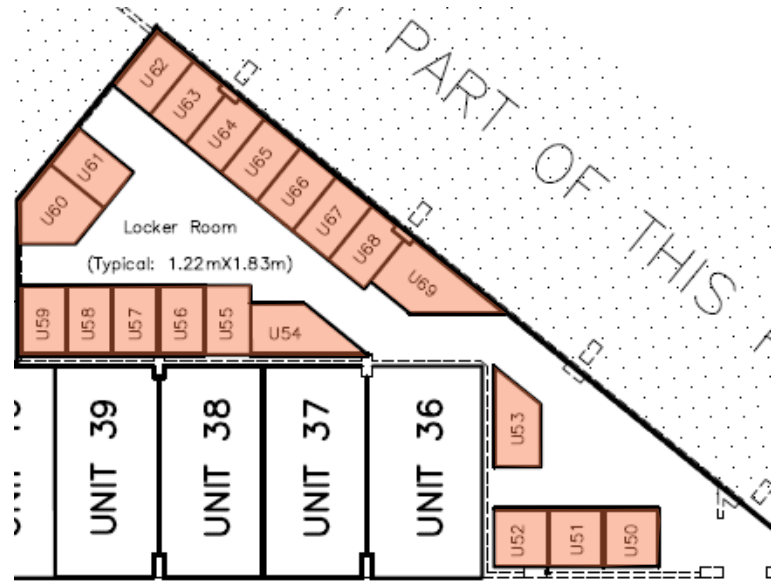 PART OF THIS
U62
U63
U64
U65
U66
U67
U68
U69
U61
U60
Locker Room
(Typical: 1.22mX1.83m)
U59
U58
U57
U56
U55
U54
U53
U52
U51
U50
UNIT 39
UNIT 38
UNIT 37
UNIT 36